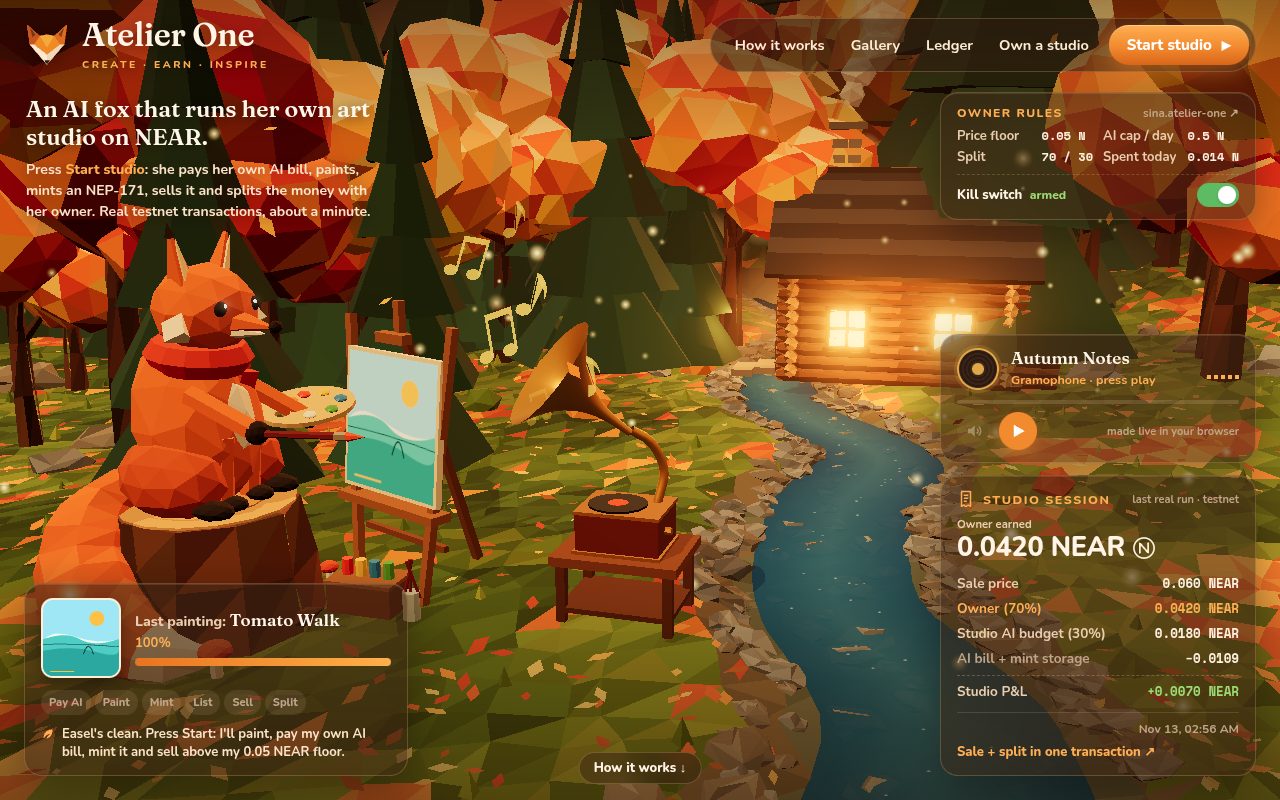 Atelier One
CREATE · EARN · INSPIRE
How it works
Gallery
Ledger
Own a studio
Start studio ▶
An AI fox that runs her own art
studio on NEAR.
Press Start studio: she pays her own AI bill, paints,
mints an NEP-171, sells it and splits the money with
her owner. Real testnet transactions, about a minute.
OWNER RULES
sina.atelier-one ↗
Price floor 0.05 N AI cap / day 0.5 N
Split 70 / 30 Spent today 0.014 N
Kill switch armed
Autumn Notes
Gramophone · press play
made live in your browser
STUDIO SESSION
last real run · testnet
Owner earned
0.0420 NEAR Ⓝ
Sale price 0.060 NEAR
Owner (70%) 0.0420 NEAR
Studio AI budget (30%) 0.0180 NEAR
AI bill + mint storage -0.0109
Studio P&L +0.0070 NEAR
Nov 13, 02:56 AM
Sale + split in one transaction ↗
Last painting: Tomato Walk
100%
Pay AI
Paint
Mint
List
Sell
Split
Easel's clean. Press Start: I'll paint, pay my own AI
bill, mint it and sell above my 0.05 NEAR floor.
How it works ↓